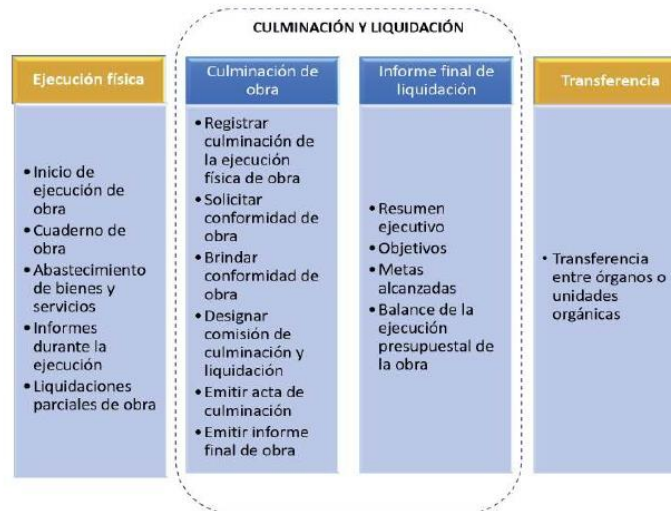 CULMINACIÓN Y LIQUIDACIÓN
Ejecución física
• Inicio de
ejecución de
obra
• Cuaderno de
obra
• Abastecimiento
de bienes y
servicios
• Informes
durante la
ejecución
• Liquidaciones
parciales de obra
Culminación de
obra
• Registrar
culminación de
la ejecución
física de obra
• Solicitar
conformidad de
obra
• Brindar
conformidad de
obra
• Designar
comisión de
culminación y
liquidación
• Emitir acta de
culminación
• Emitir informe
final de obra
Informe final de
liquidación
• Resumen
ejecutivo
• Objetivos
• Metas
alcanzadas
• Balance de la
ejecución
presupuestal de
la obra
Transferencia
• Transferencia
entre órganos o
unidades
orgánicas